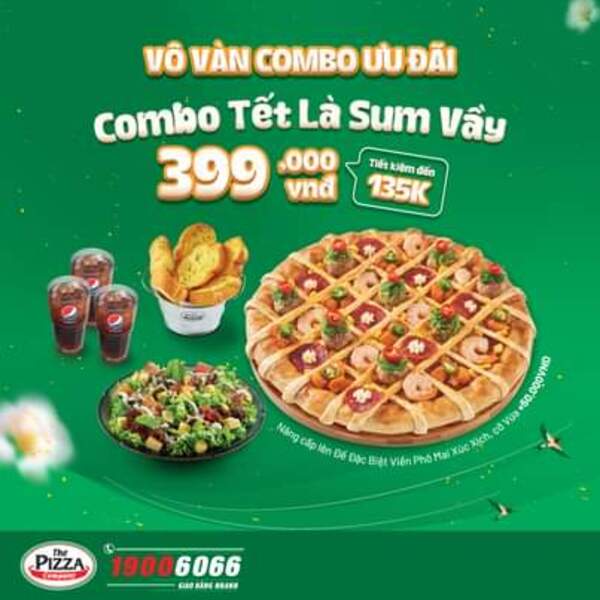 VÔ VÀN COMBO ƯU ĐÃI
Combo Tết Là Sum Vầy
399.000 vnđ
Tiết kiệm đến
135K
pepsi
Nâng cấp lên Đế Đặc Biệt Viền Phô Mai Xúc Xích, cỡ Vừa +50,000VNĐ
The
PIZZA
Company
19006066
GIAO HÀNG NHANH